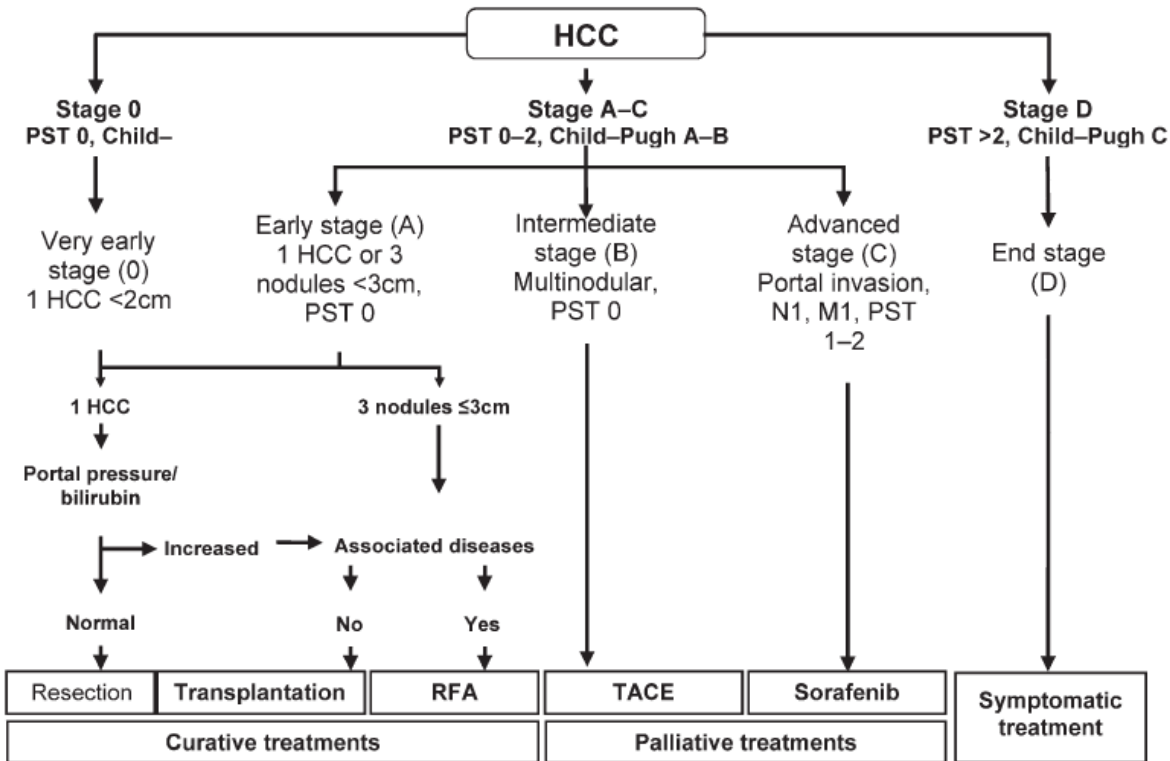 HCC
Stage 0
PST 0, Child–
Stage A–C
PST 0–2, Child–Pugh A–B
Stage D
PST >2, Child–Pugh C
Very early
stage (0)
1 HCC <2cm
Early stage (A)
1 HCC or 3
nodules <3cm,
PST 0
Intermediate
stage (B)
Multinodular,
PST 0
Advanced
stage (C)
Portal invasion,
N1, M1, PST
1–2
End stage
(D)
1 HCC
3 nodules ≤3cm
Portal pressure/
bilirubin
Increased
Associated diseases
Normal
No
Yes
Resection
Transplantation
RFA
TACE
Sorafenib
Symptomatic
treatment
Curative treatments
Palliative treatments